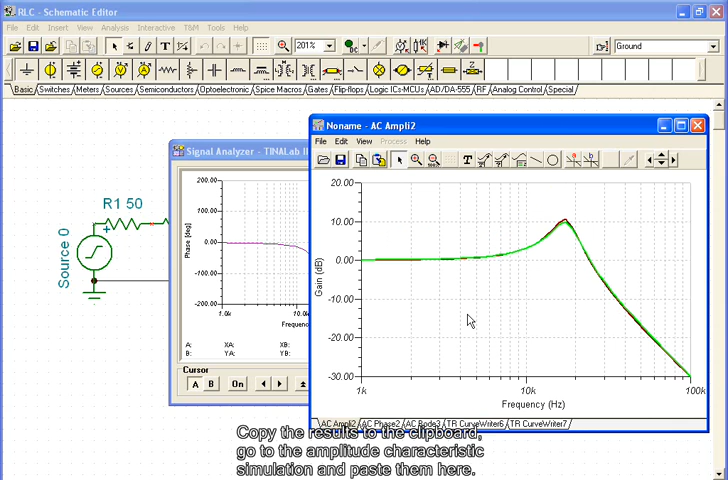 RLC - Schematic Editor
File Edit Insert View Analysis Interactive T&M Tools Help
201%
DC
Ground
Basic Switches Meters Sources Semiconductors Optoelectronic Spice Macros Gates Flip-flops Logic ICs-MCUs AD/DA-555 RF Analog Control Special
Noname - AC Ampli2
File Edit View Process Help
T
a b
Signal Analyzer - TINALab II
R1 50
Source 0
Phase [deg]
200.00
100.00
0.00
-100.00
-200.00
1.0k 10.0k
Frequen
A: XA: XB:
B: YA: YB:
Cursor
A B On
Gain (dB)
20.00
10.00
0.00
-10.00
-20.00
-30.00
1k 10k 100k
Frequency (Hz)
AC Ampli2 AC Phase2 AC Bode3 TR CurveWriter6 TR CurveWriter7
Copy the results to the clipboard,
go to the amplitude characteristic
simulation and paste them here.